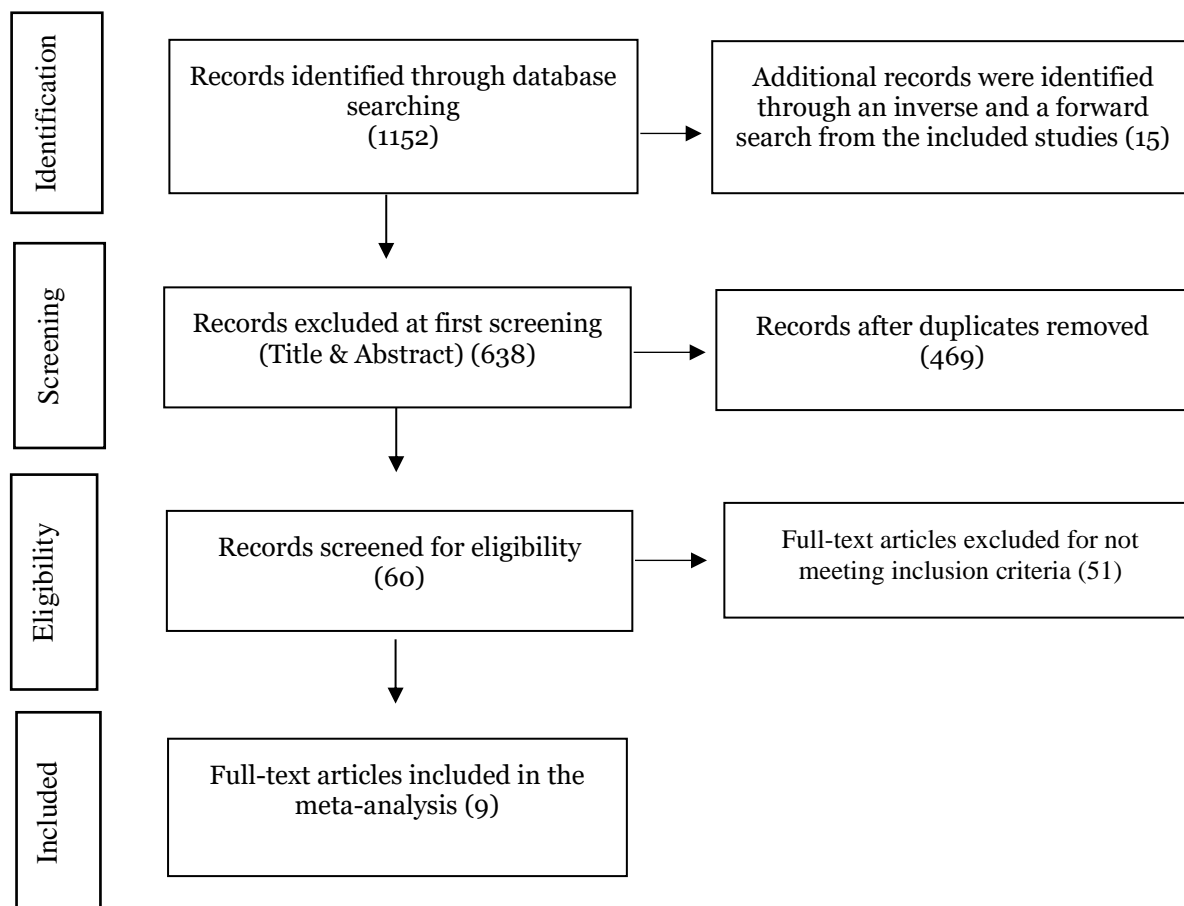 Identification
Records identified through database
searching
(1152)
Additional records were identified
through an inverse and a forward
search from the included studies (15)
Screening
Records excluded at first screening
(Title & Abstract) (638)
Records after duplicates removed
(469)
Eligibility
Records screened for eligibility
(60)
Full-text articles excluded for not
meeting inclusion criteria (51)
Included
Full-text articles included in the
meta-analysis (9)